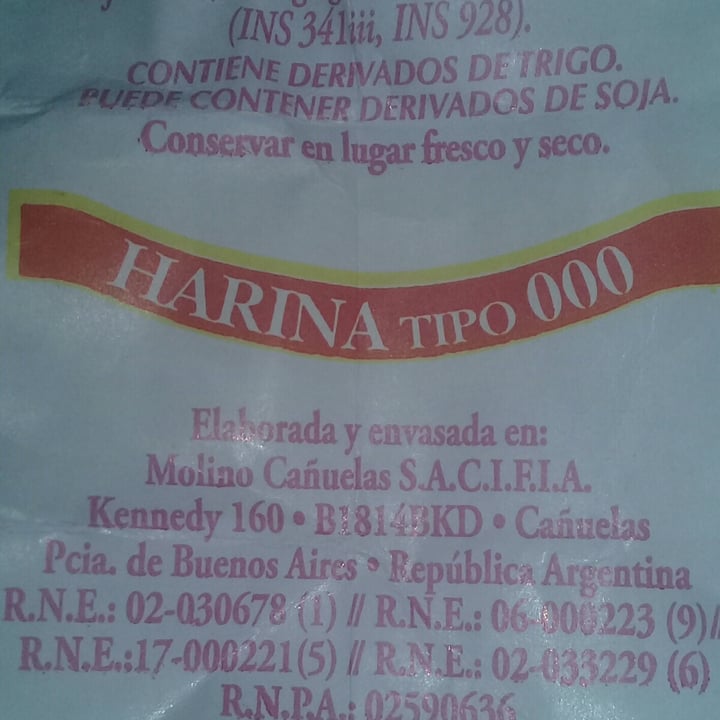 (INS 341iii, INS 928).
CONTIENE DERIVADOS DE TRIGO.
PUEDE CONTENER DERIVADOS DE SOJA.
Conservar en lugar fresco y seco.
HARINA TIPO 000
Elaborada y envasada en:
Molino Cañuelas S.A.C.I.F.I.A.
Kennedy 160 • B1814BKD • Cañuelas
Pcia. de Buenos Aires • República Argentina
R.N.E.: 02-030678 (1) // R.N.E.: 06-000223 (9)//
R.N.E.:17-000221(5) // R.N.E.: 02-033229 (6)
R.N.P.A.: 02590636